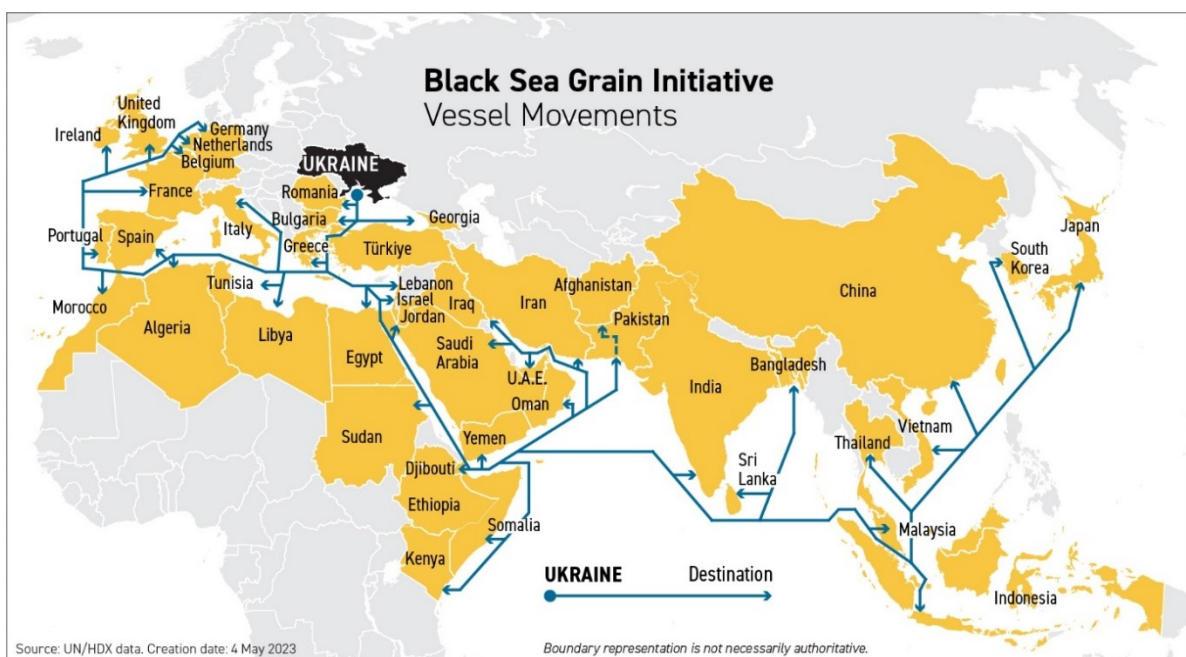 Black Sea Grain Initiative
Vessel Movements
United
Kingdom
Ireland
Germany
Netherlands
Belgium
UKRAINE
France
Romania
Bulgaria
Georgia
Italy
Portugal
Spain
Greece
Türkiye
Japan
South
Korea
Tunisia
Lebanon
Israel
Jordan
Iraq
Iran
Afghanistan
China
Morocco
Algeria
Libya
Egypt
Saudi
Arabia
Pakistan
U.A.E.
Bangladesh
India
Oman
Sudan
Yemen
Vietnam
Thailand
Djibouti
Sri
Lanka
Ethiopia
Somalia
Malaysia
Kenya
UKRAINE Destination
Indonesia
Source: UN/HDX data. Creation date: 4 May 2023
Boundary representation is not necessarily authoritative.